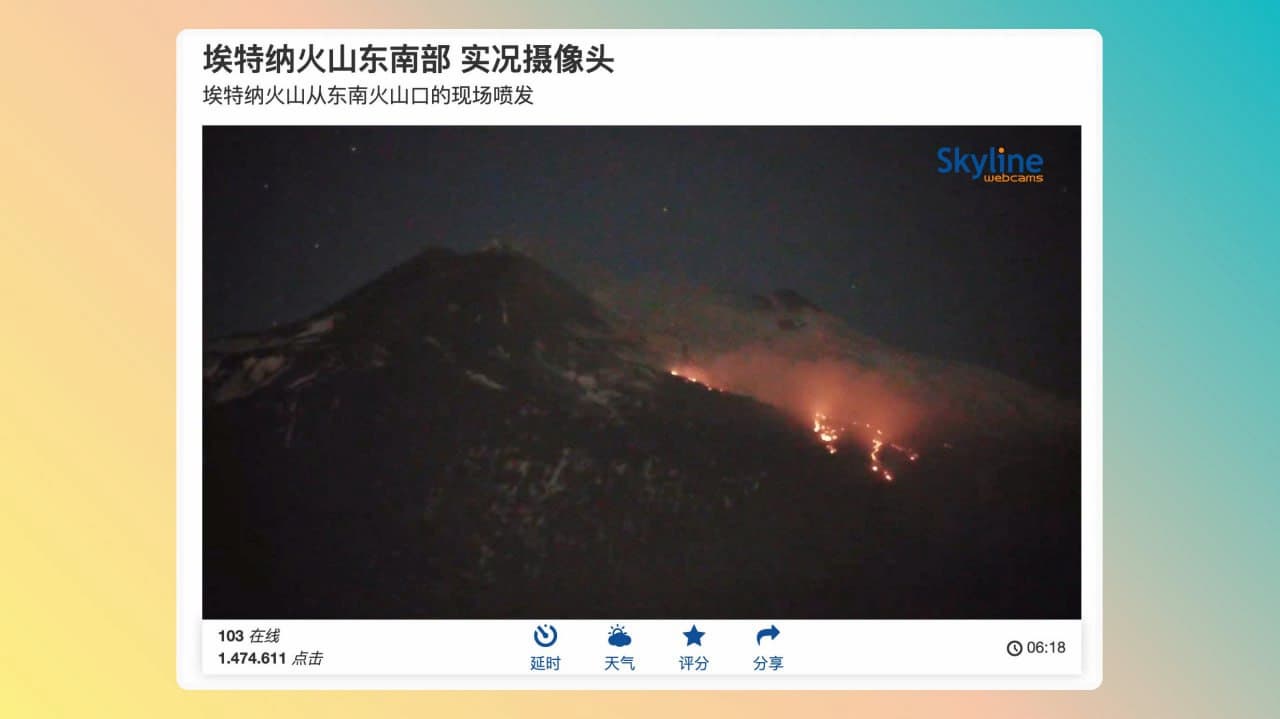 埃特纳火山东南部 实况摄像头
埃特纳火山从东南火山口的现场喷发
Skyline
webcams
103 在线
1.474.611 点击
延时
天气
评分
分享
06:18